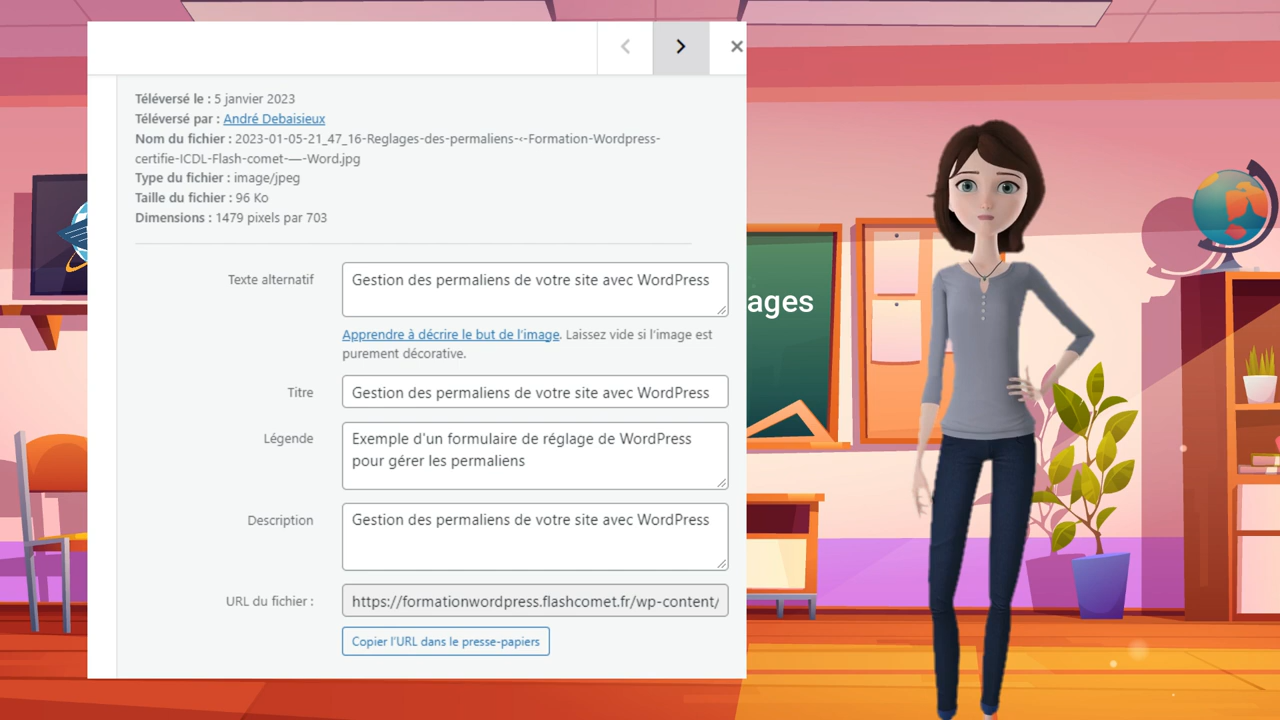 Téléversé le : 5 janvier 2023
Téléversé par : André Debaisieux
Nom du fichier : 2023-01-05-21_47_16-Reglages-des-permaliens-‹-Formation-Wordpress-
certifie-ICDL-Flash-comet-—-Word.jpg
Type du fichier : image/jpeg
Taille du fichier : 96 Ko
Dimensions : 1479 pixels par 703
Texte alternatif
Gestion des permaliens de votre site avec WordPress
Apprendre à décrire le but de l'image. Laissez vide si l'image est
purement décorative.
Titre
Gestion des permaliens de votre site avec WordPress
Légende
Exemple d'un formulaire de réglage de WordPress
pour gérer les permaliens
Description
Gestion des permaliens de votre site avec WordPress
URL du fichier :
https://formationwordpress.flashcomet.fr/wp-content/
Copier l'URL dans le presse-papiers
ages